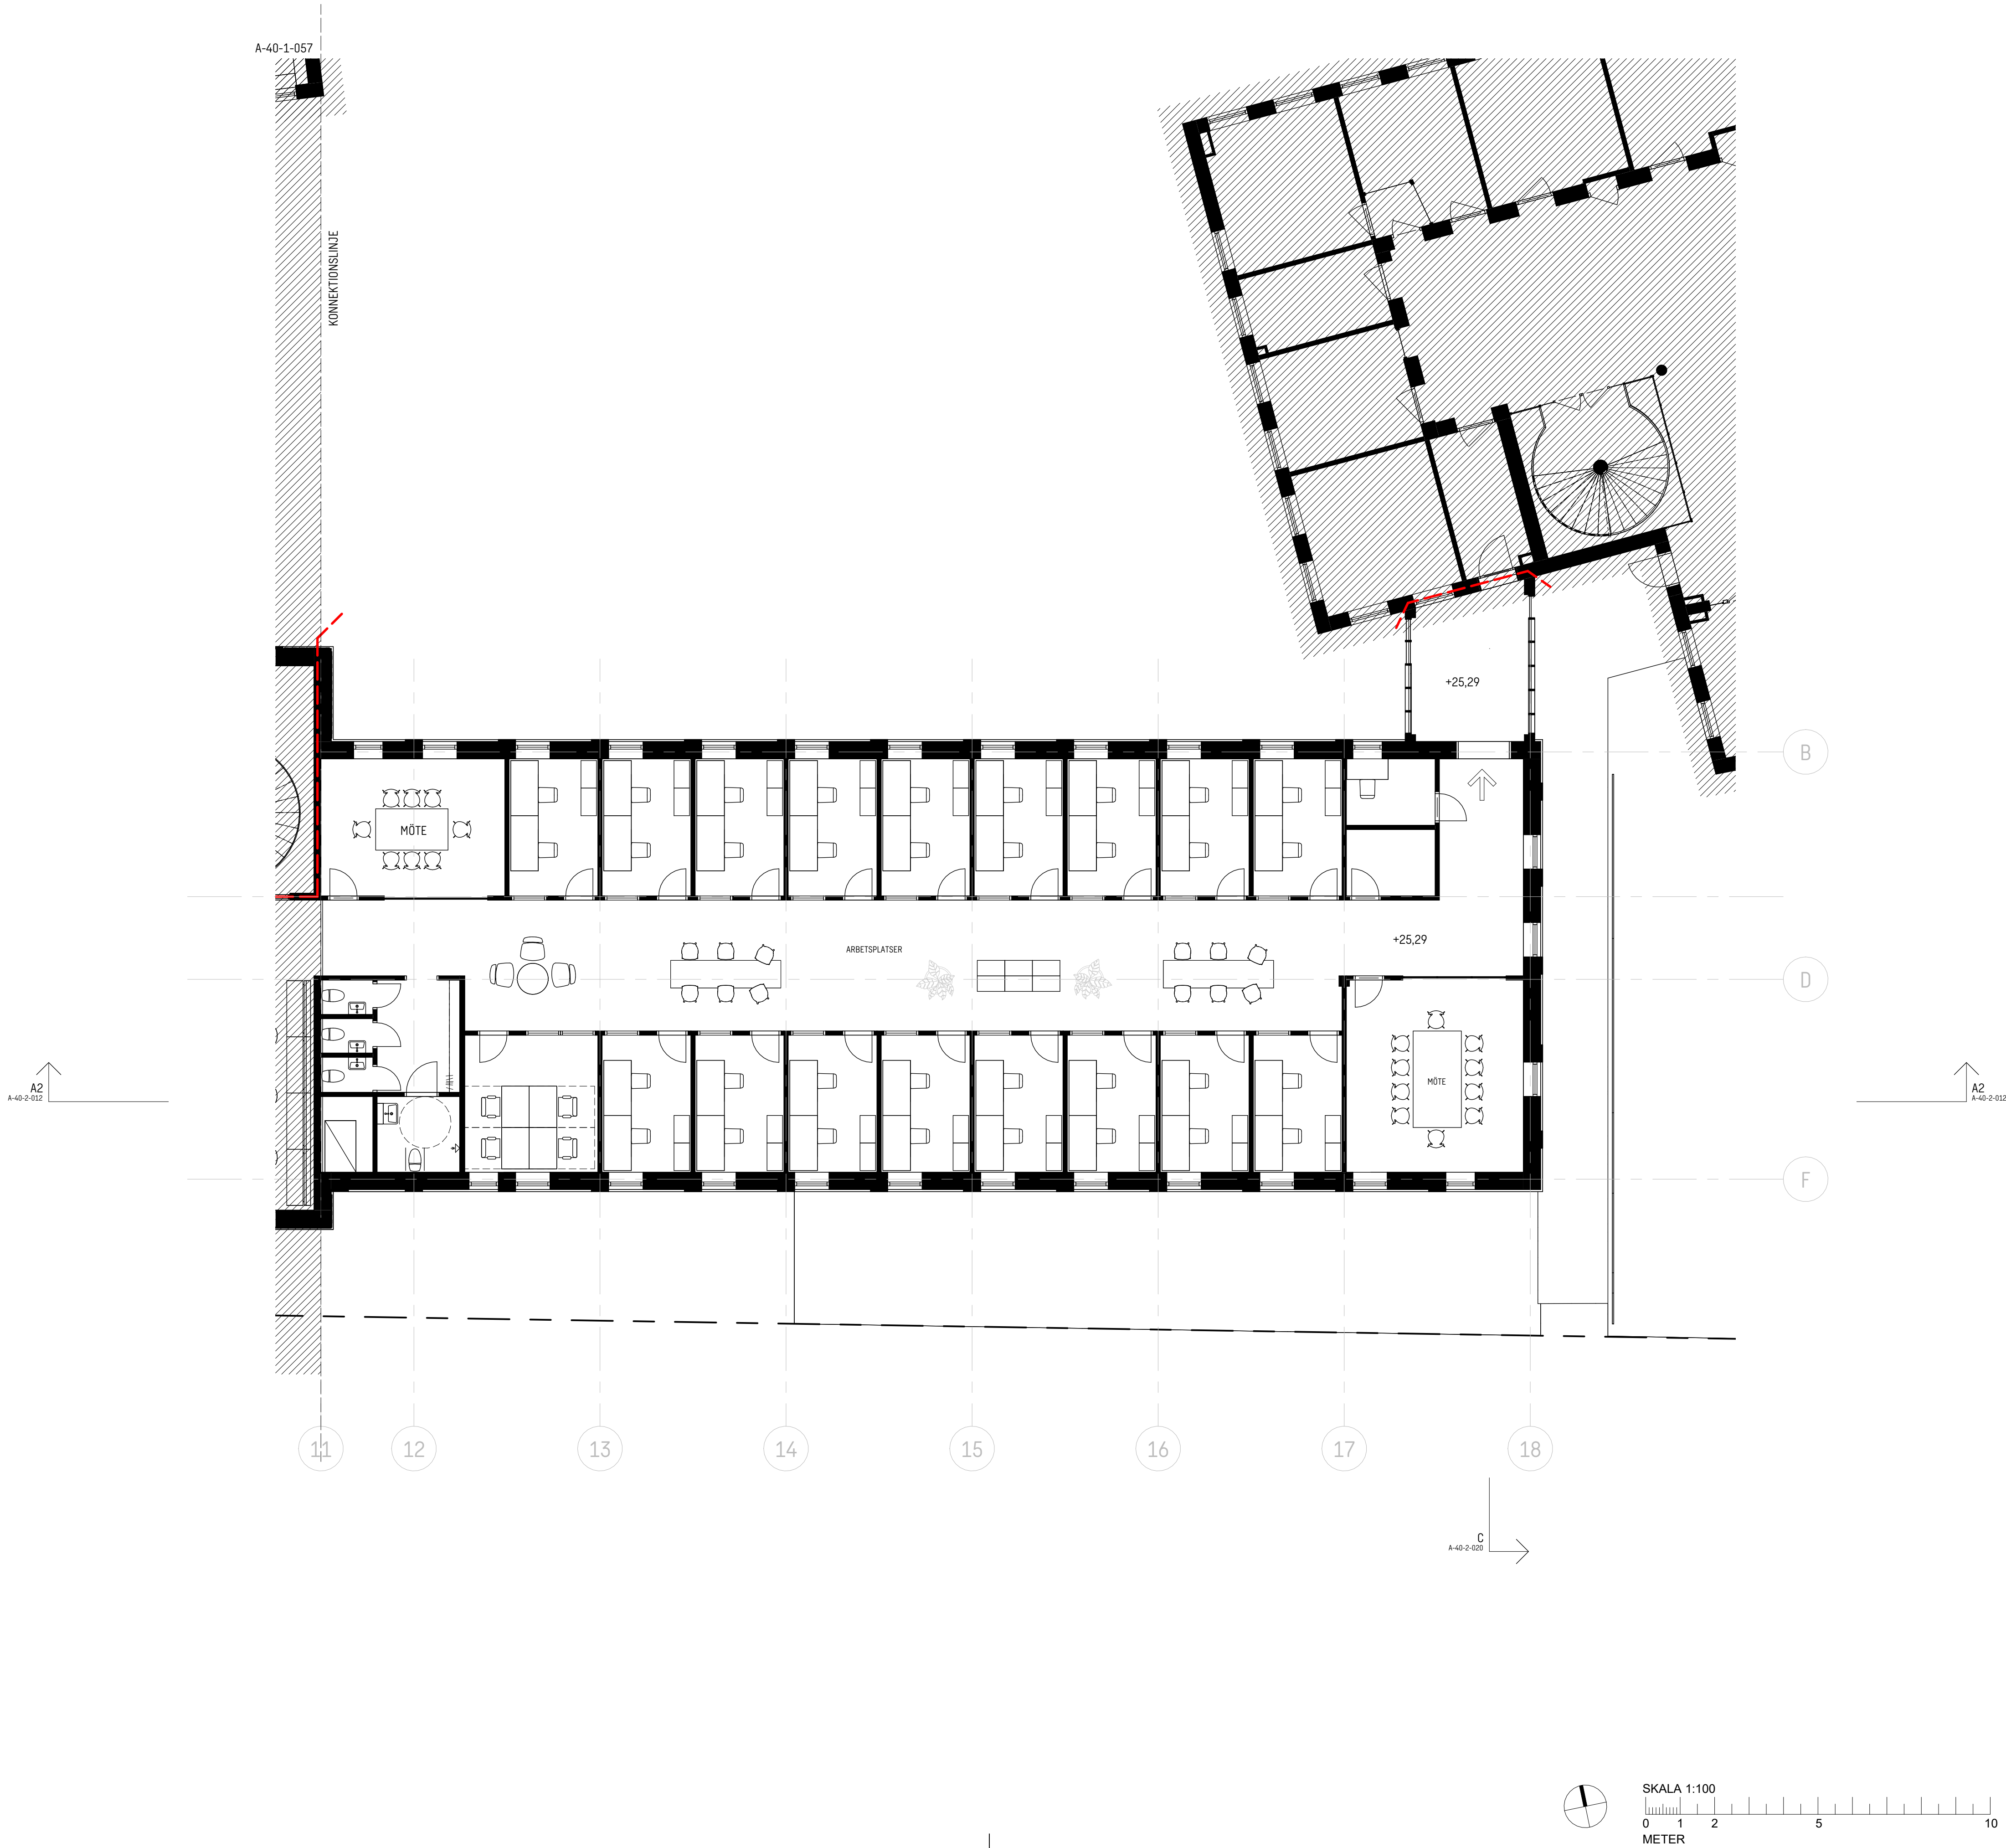 A-40-1-057
KONNEKTIONSLINJE
+25,29
B
MÖTE
ARBETSPLATSER
+25,29
D
MÖTE
A2
A-40-2-012
A2
A-40-2-012
F
11
12
13
14
15
16
17
18
C
A-40-2-020
SKALA 1:100
0 1 2 5 10
METER